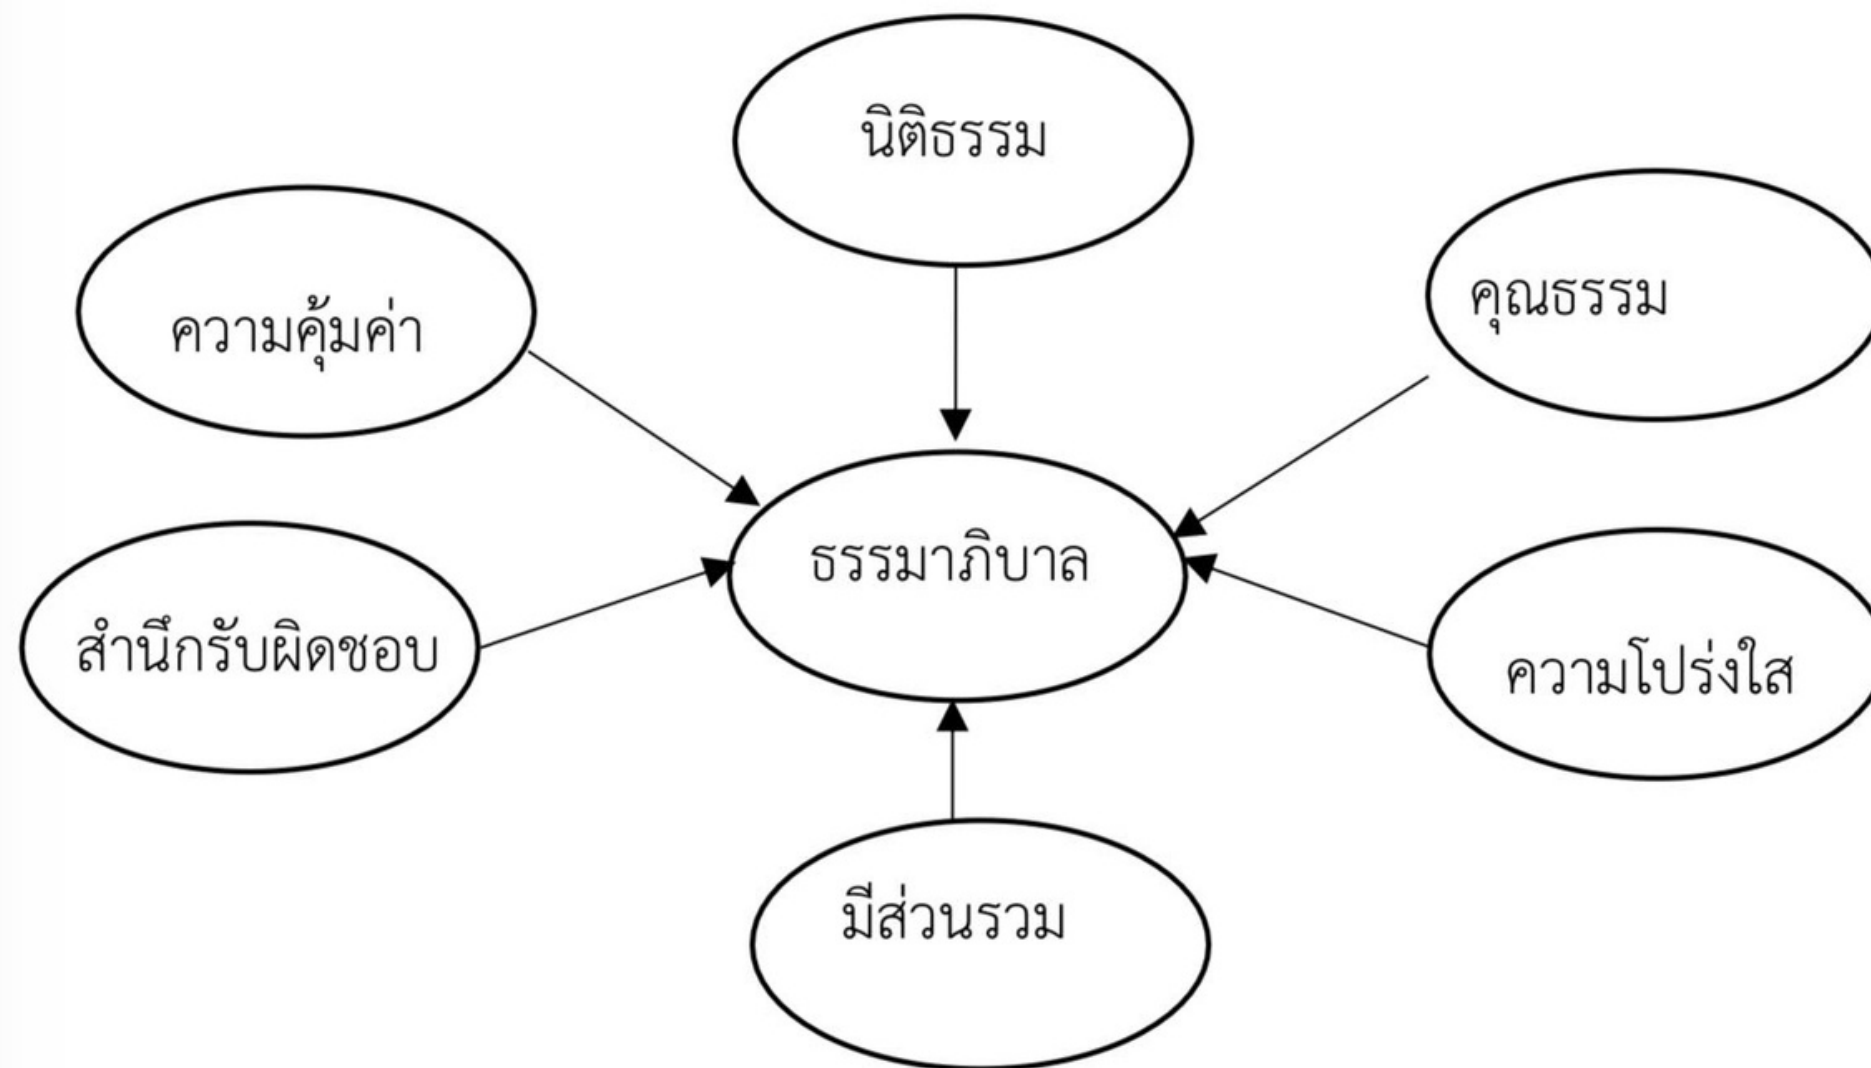 นิติธรรม
คุณธรรม
ความคุ้มค่า
ธรรมาภิบาล
สำนึกรับผิดชอบ
ความโปร่งใส
มีส่วนรวม